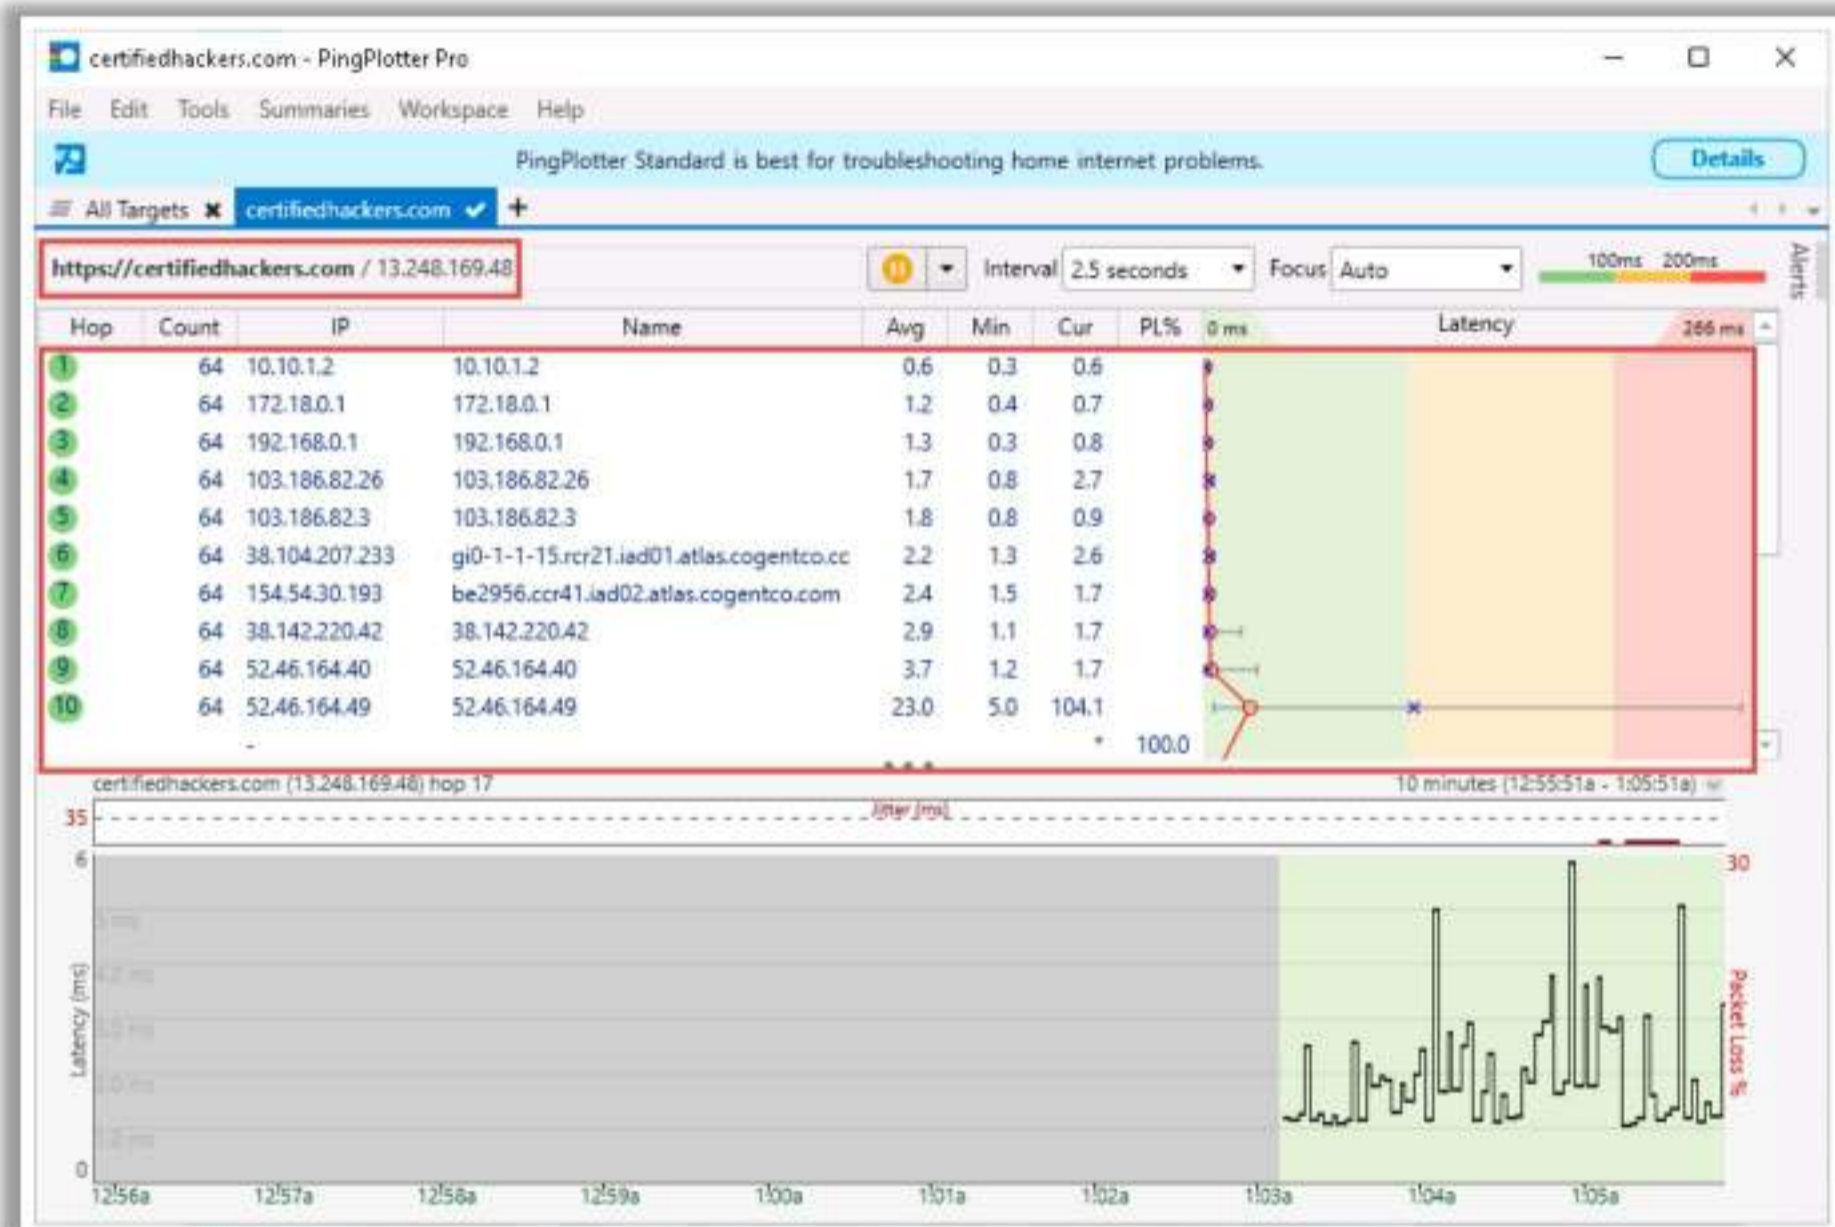 certifiedhackers.com - PingPlotter Pro
File Edit Tools Summaries Workspace Help
PingPlotter Standard is best for troubleshooting home internet problems. Details
All Targets certifiedhackers.com +
https://certifiedhackers.com / 13.248.169.48 Interval 2.5 seconds Focus Auto 100ms 200ms
Alerts
Hop Count IP Name Avg Min Cur PL% 0 ms Latency 266 ms
1 64 10.10.1.2 10.10.1.2 0.6 0.3 0.6
2 64 172.18.0.1 172.18.0.1 1.2 0.4 0.7
3 64 192.168.0.1 192.168.0.1 1.3 0.3 0.8
4 64 103.186.82.26 103.186.82.26 1.7 0.8 2.7
5 64 103.186.82.3 103.186.82.3 1.8 0.8 0.9
6 64 38.104.207.233 gi0-1-1-15.rcr21.iad01.atlas.cogentco.cc 2.2 1.3 2.6
7 64 154.54.30.193 be2956.ccr41.iad02.atlas.cogentco.com 2.4 1.5 1.7
8 64 38.142.220.42 38.142.220.42 2.9 1.1 1.7
9 64 52.46.164.40 52.46.164.40 3.7 1.2 1.7
10 64 52.46.164.49 52.46.164.49 23.0 5.0 104.1
- * 100.0
certifiedhackers.com (13.248.169.48) hop 17 10 minutes (12:55:51a - 1:05:51a)
35 Jitter (ms)
6 30
Latency (ms)
Packet Loss %
0
12:56a 12:57a 12:58a 12:59a 1:00a 1:01a 1:02a 1:03a 1:04a 1:05a